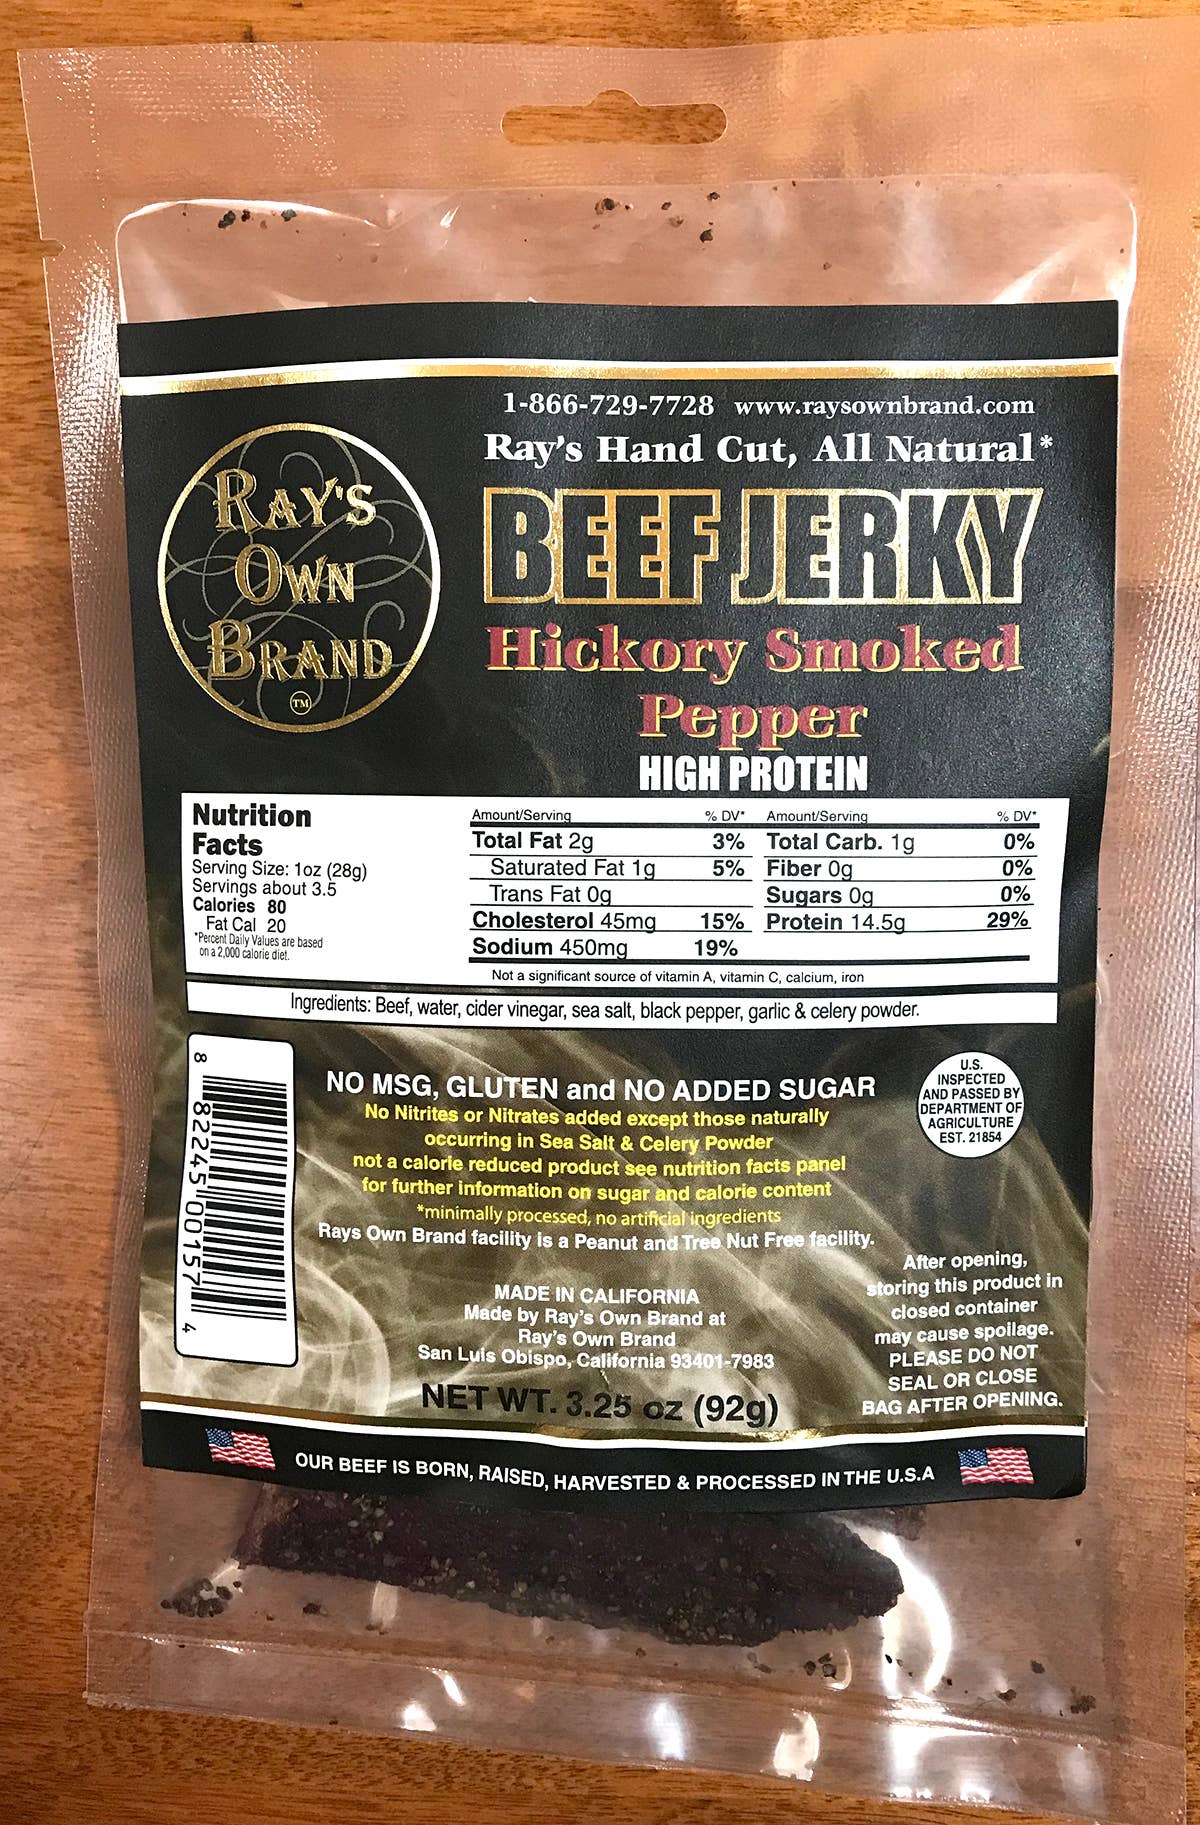 1-866-729-7728 www.raysownbrand.com
Ray's Hand Cut, All Natural*
RAY'S
OWN
BRAND
TM
BEEF JERKY
Hickory Smoked
Pepper
HIGH PROTEIN
Nutrition
Facts
Serving Size: 1oz (28g)
Servings about 3.5
Calories 80
Fat Cal 20
*Percent Daily Values are based
on a 2,000 calorie diet.
Amount/Serving % DV* Amount/Serving % DV*
Total Fat 2g 3% Total Carb. 1g 0%
Saturated Fat 1g 5% Fiber 0g 0%
Trans Fat 0g Sugars 0g 0%
Cholesterol 45mg 15% Protein 14.5g 29%
Sodium 450mg 19%
Not a significant source of vitamin A, vitamin C, calcium, iron
Ingredients: Beef, water, cider vinegar, sea salt, black pepper, garlic & celery powder.
8 82245 00157 4
NO MSG, GLUTEN and NO ADDED SUGAR
No Nitrites or Nitrates added except those naturally
occurring in Sea Salt & Celery Powder
not a calorie reduced product see nutrition facts panel
for further information on sugar and calorie content
*minimally processed, no artificial ingredients
Rays Own Brand facility is a Peanut and Tree Nut Free facility.
U.S.
INSPECTED
AND PASSED BY
DEPARTMENT OF
AGRICULTURE
EST. 21854
MADE IN CALIFORNIA
Made by Ray's Own Brand at
Ray's Own Brand
San Luis Obispo, California 93401-7983
NET WT. 3.25 oz (92g)
After opening,
storing this product in
closed container
may cause spoilage.
PLEASE DO NOT
SEAL OR CLOSE
BAG AFTER OPENING.
OUR BEEF IS BORN, RAISED, HARVESTED & PROCESSED IN THE U.S.A